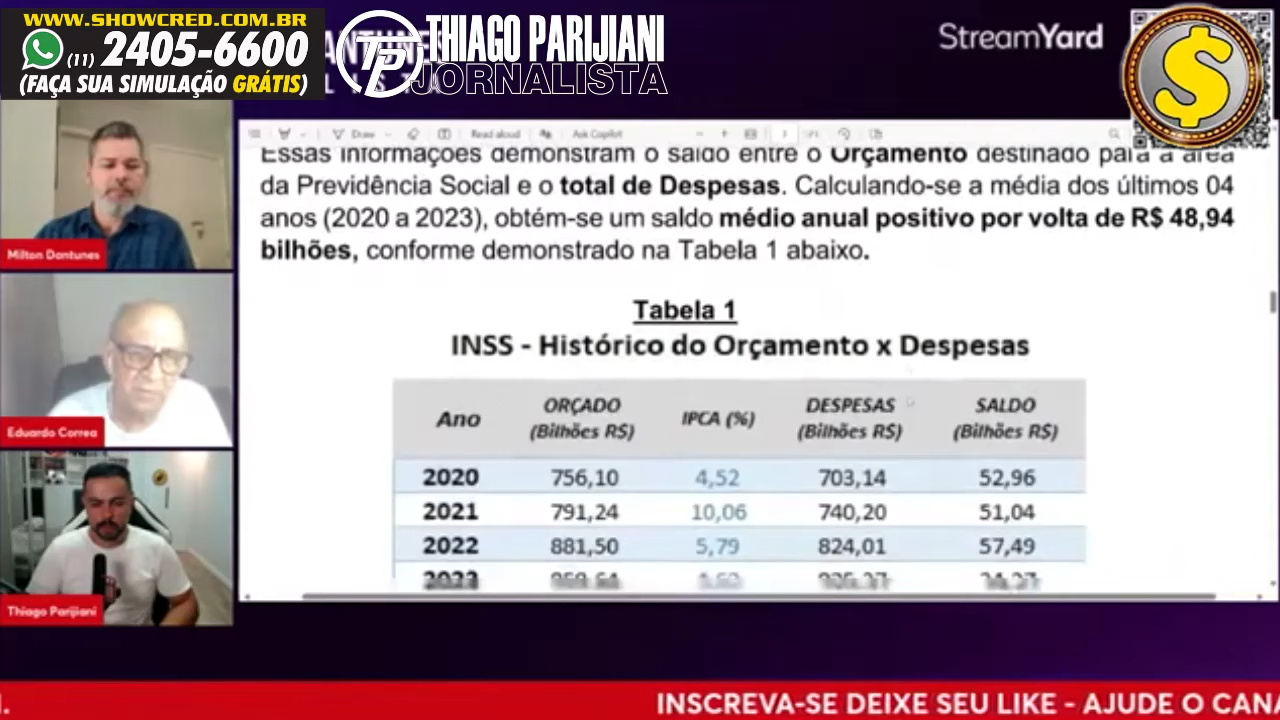 WWW.SHOWCRED.COM.BR
(11) 2405-6600
(FAÇA SUA SIMULAÇÃO GRÁTIS)
TP
THIAGO PARIJIANI
JORNALISTA
StreamYard
$
Draw
Read aloud
Ask Copilot
Essas informações demonstram o saldo entre o Orçamento destinado para a área
da Previdência Social e o total de Despesas. Calculando-se a média dos últimos 04
anos (2020 a 2023), obtém-se um saldo médio anual positivo por volta de R$ 48,94
bilhões, conforme demonstrado na Tabela 1 abaixo.
Tabela 1
INSS - Histórico do Orçamento x Despesas
Ano ORÇADO (Bilhões R$) IPCA (%) DESPESAS (Bilhões R$) SALDO (Bilhões R$)
2020 756,10 4,52 703,14 52,96
2021 791,24 10,06 740,20 51,04
2022 881,50 5,79 824,01 57,49
2023
Milton Dantunes
Eduardo Correa
Thiago Parijiani
INSCREVA-SE DEIXE SEU LIKE - AJUDE O CANA